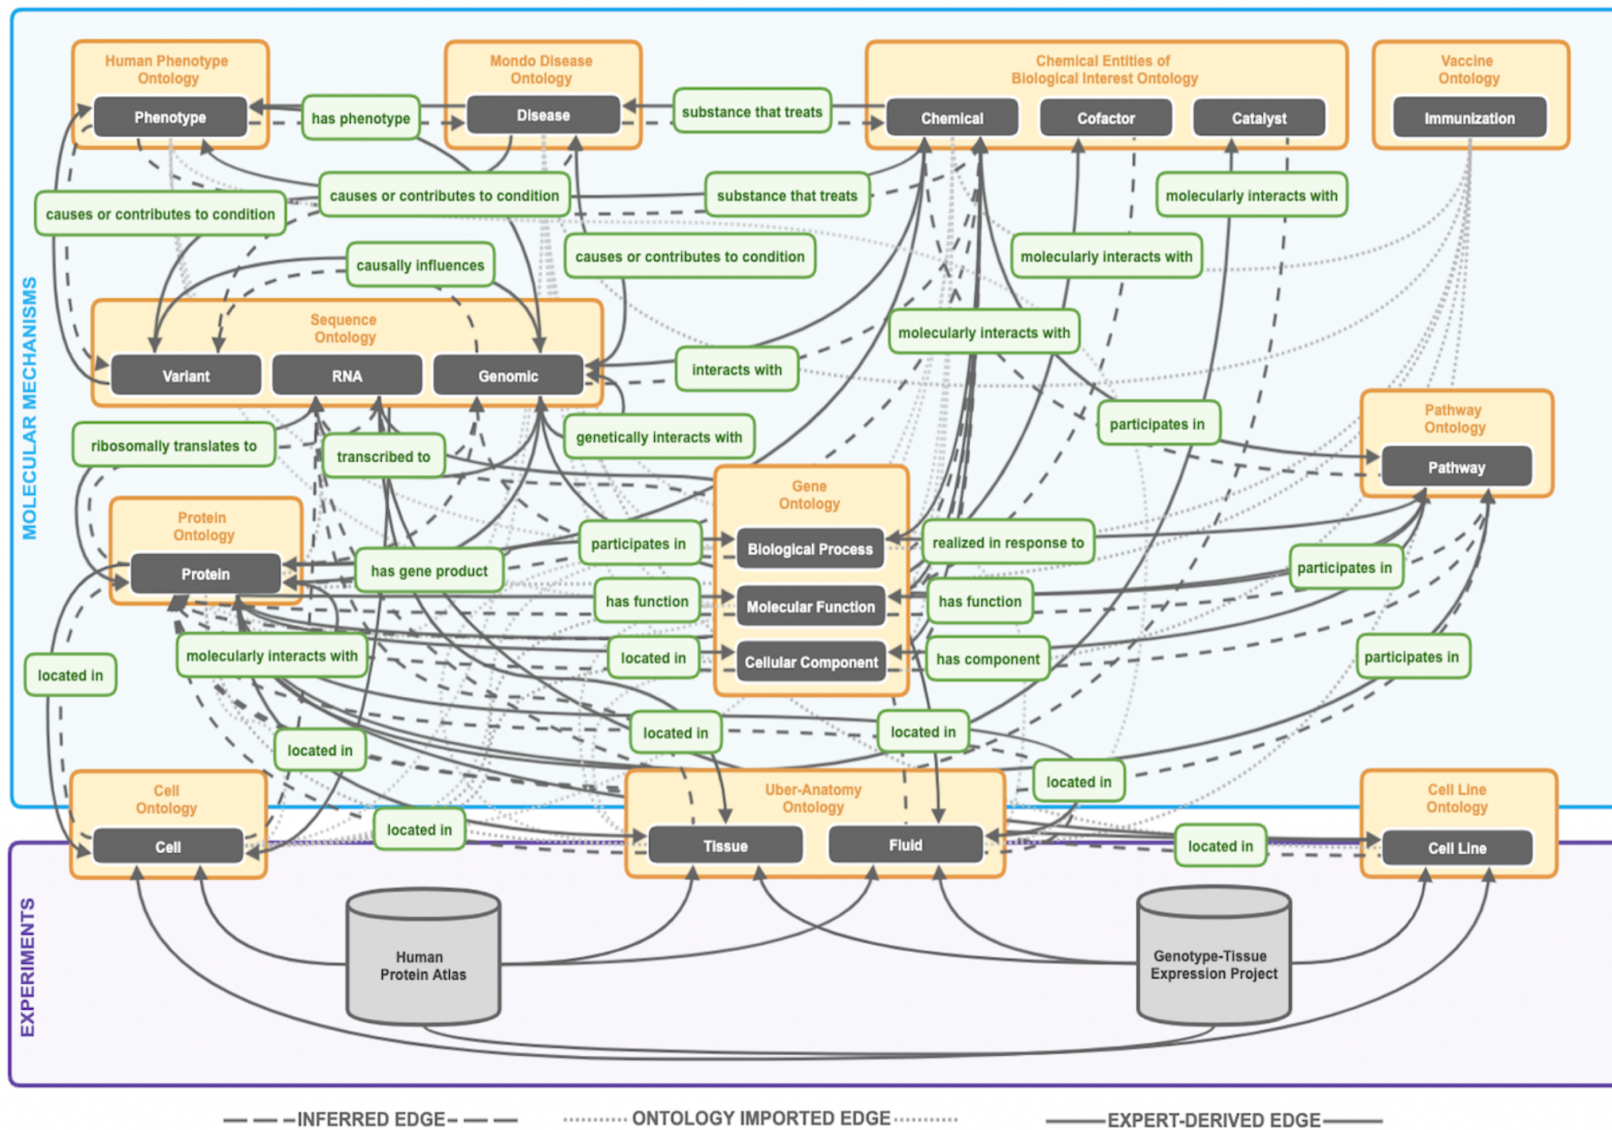 Human Phenotype
Ontology
Phenotype
Mondo Disease
Ontology
Disease
Chemical Entities of
Biological Interest Ontology
Chemical
Cofactor
Catalyst
Vaccine
Ontology
Immunization
has phenotype
substance that treats
causes or contributes to condition
causes or contributes to condition
substance that treats
molecularly interacts with
causally influences
causes or contributes to condition
molecularly interacts with
MOLECULAR MECHANISMS
Sequence
Ontology
Variant
RNA
Genomic
interacts with
molecularly interacts with
participates in
Pathway
Ontology
Pathway
ribosomally translates to
transcribed to
genetically interacts with
Gene
Ontology
Biological Process
Molecular Function
Cellular Component
Protein
Ontology
Protein
has gene product
participates in
realized in response to
participates in
has function
has function
located in
molecularly interacts with
located in
has component
participates in
located in
located in
located in
located in
Cell
Ontology
Cell
located in
Uber-Anatomy
Ontology
Tissue
Fluid
located in
Cell Line
Ontology
Cell Line
EXPERIMENTS
Human
Protein Atlas
Genotype-Tissue
Expression Project
INFERRED EDGE
ONTOLOGY IMPORTED EDGE
EXPERT-DERIVED EDGE